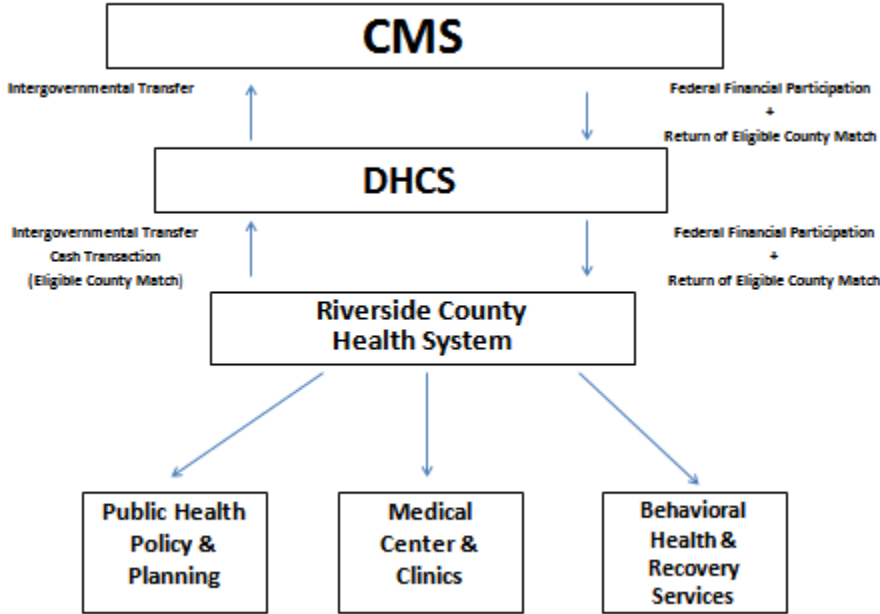 CMS
Intergovernmental Transfer
Federal Financial Participation
+
Return of Eligible County Match
DHCS
Intergovernmental Transfer
Cash Transaction
(Eligible County Match)
Federal Financial Participation
+
Return of Eligible County Match
Riverside County
Health System
Public Health
Policy &
Planning
Medical
Center &
Clinics
Behavioral
Health &
Recovery
Services